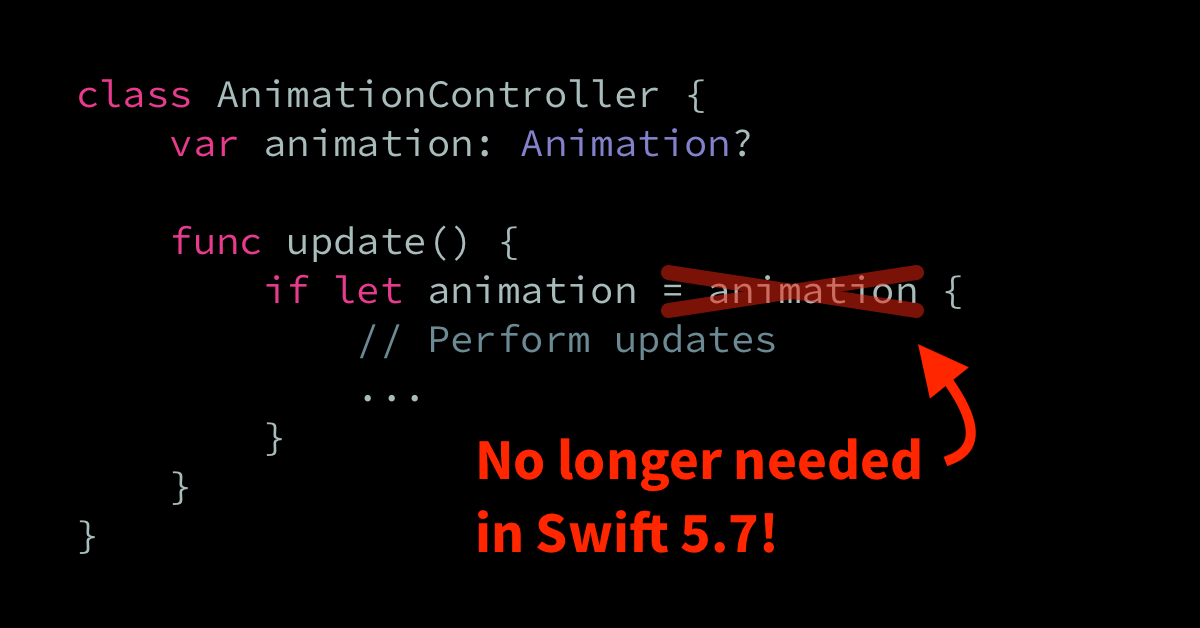 class AnimationController {
    var animation: Animation?
    func update() {
        if let animation = animation {
            // Perform updates
            ...
        }
    }
}
No longer needed
in Swift 5.7!